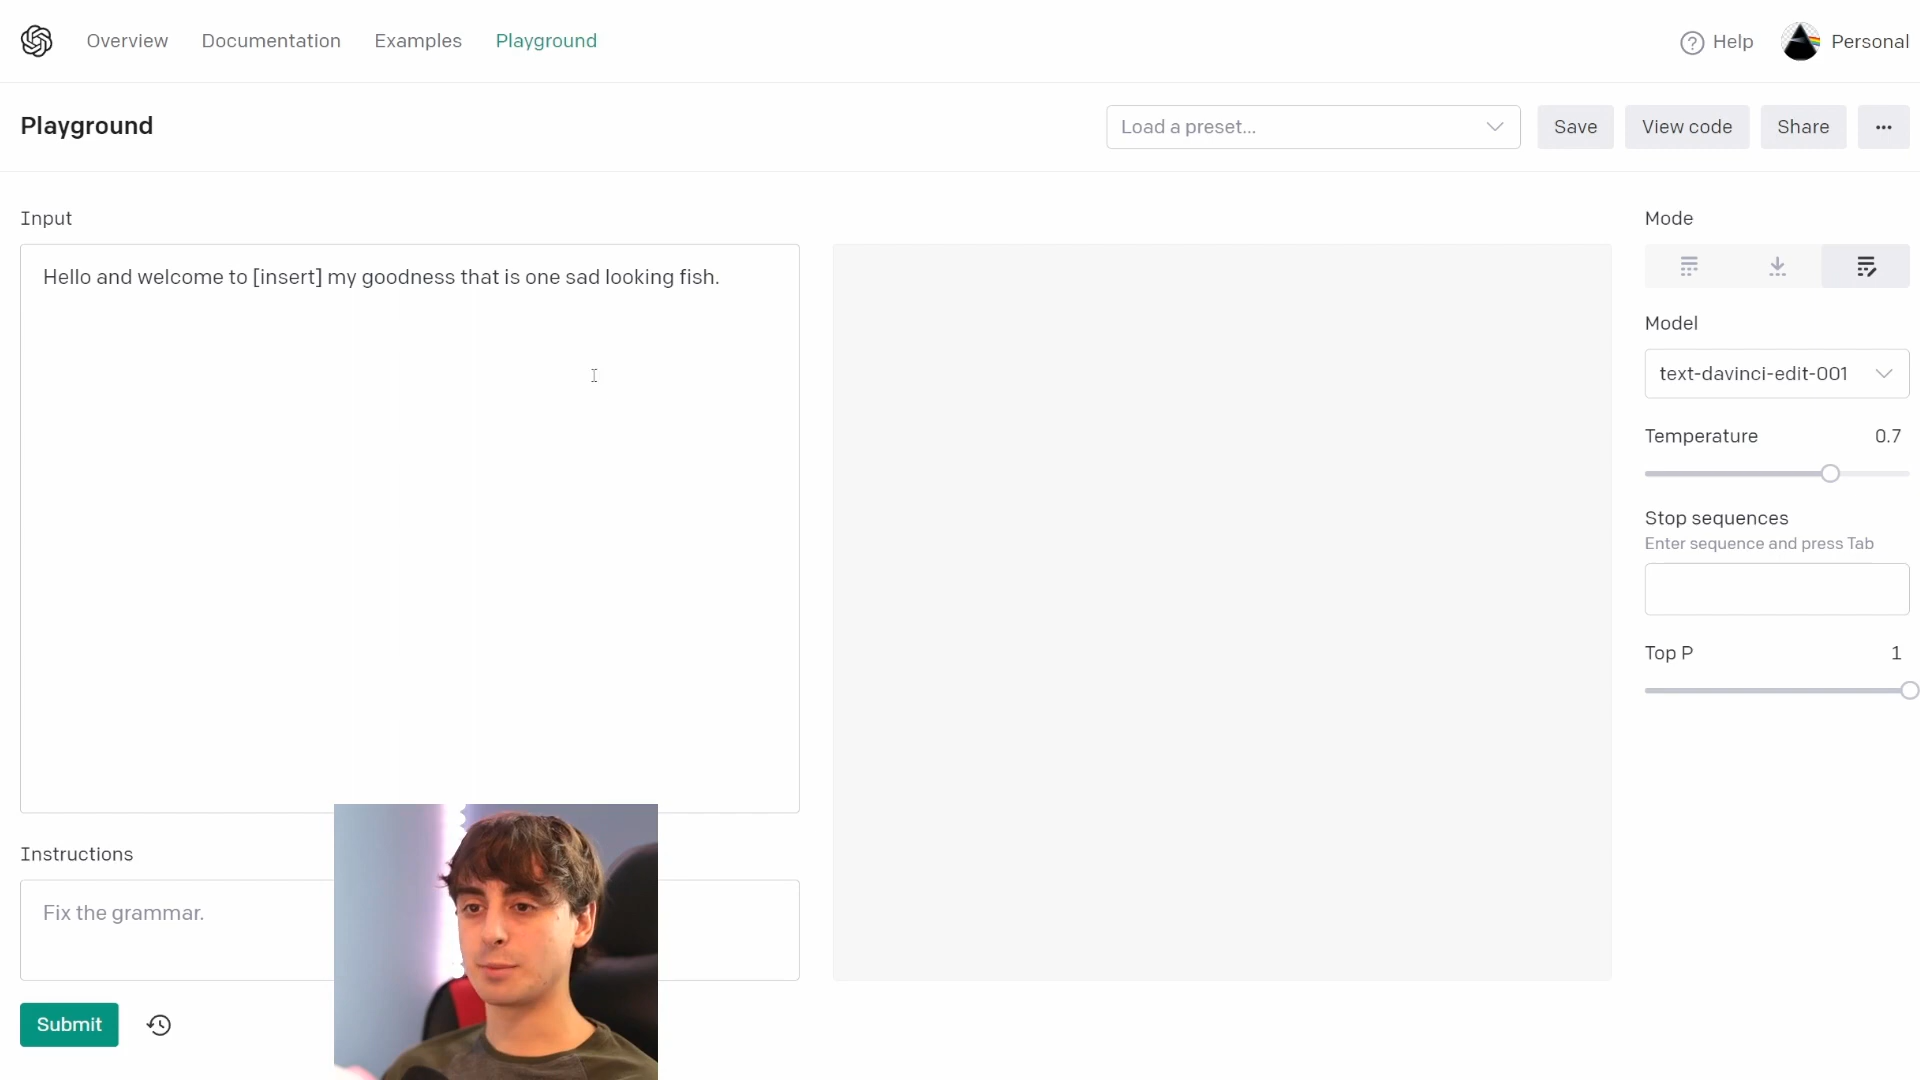 Overview Documentation Examples Playground
Help Personal
Playground
Load a preset... Save View code Share
Input
Hello and welcome to [insert] my goodness that is one sad looking fish.
Mode
Model
text-davinci-edit-001
Temperature 0.7
Stop sequences
Enter sequence and press Tab
Top P 1
Instructions
Fix the grammar.
Submit